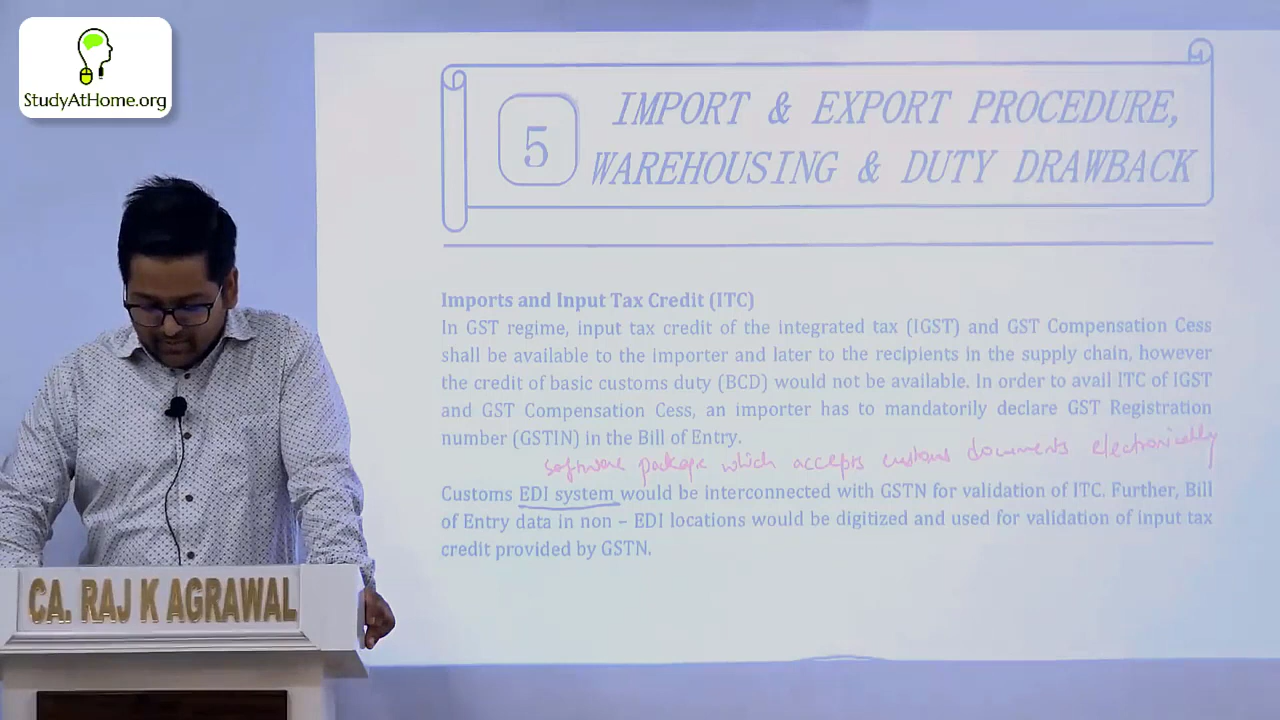 StudyAtHome.org
5
IMPORT & EXPORT PROCEDURE,
WAREHOUSING & DUTY DRAWBACK
Imports and Input Tax Credit (ITC)
In GST regime, input tax credit of the integrated tax (IGST) and GST Compensation Cess
shall be available to the importer and later to the recipients in the supply chain, however
the credit of basic customs duty (BCD) would not be available. In order to avail ITC of IGST
and GST Compensation Cess, an importer has to mandatorily declare GST Registration
number (GSTIN) in the Bill of Entry.
software package which accepts customs documents electronically
Customs EDI system would be interconnected with GSTN for validation of ITC. Further, Bill
of Entry data in non – EDI locations would be digitized and used for validation of input tax
credit provided by GSTN.
CA. RAJ K AGRAWAL